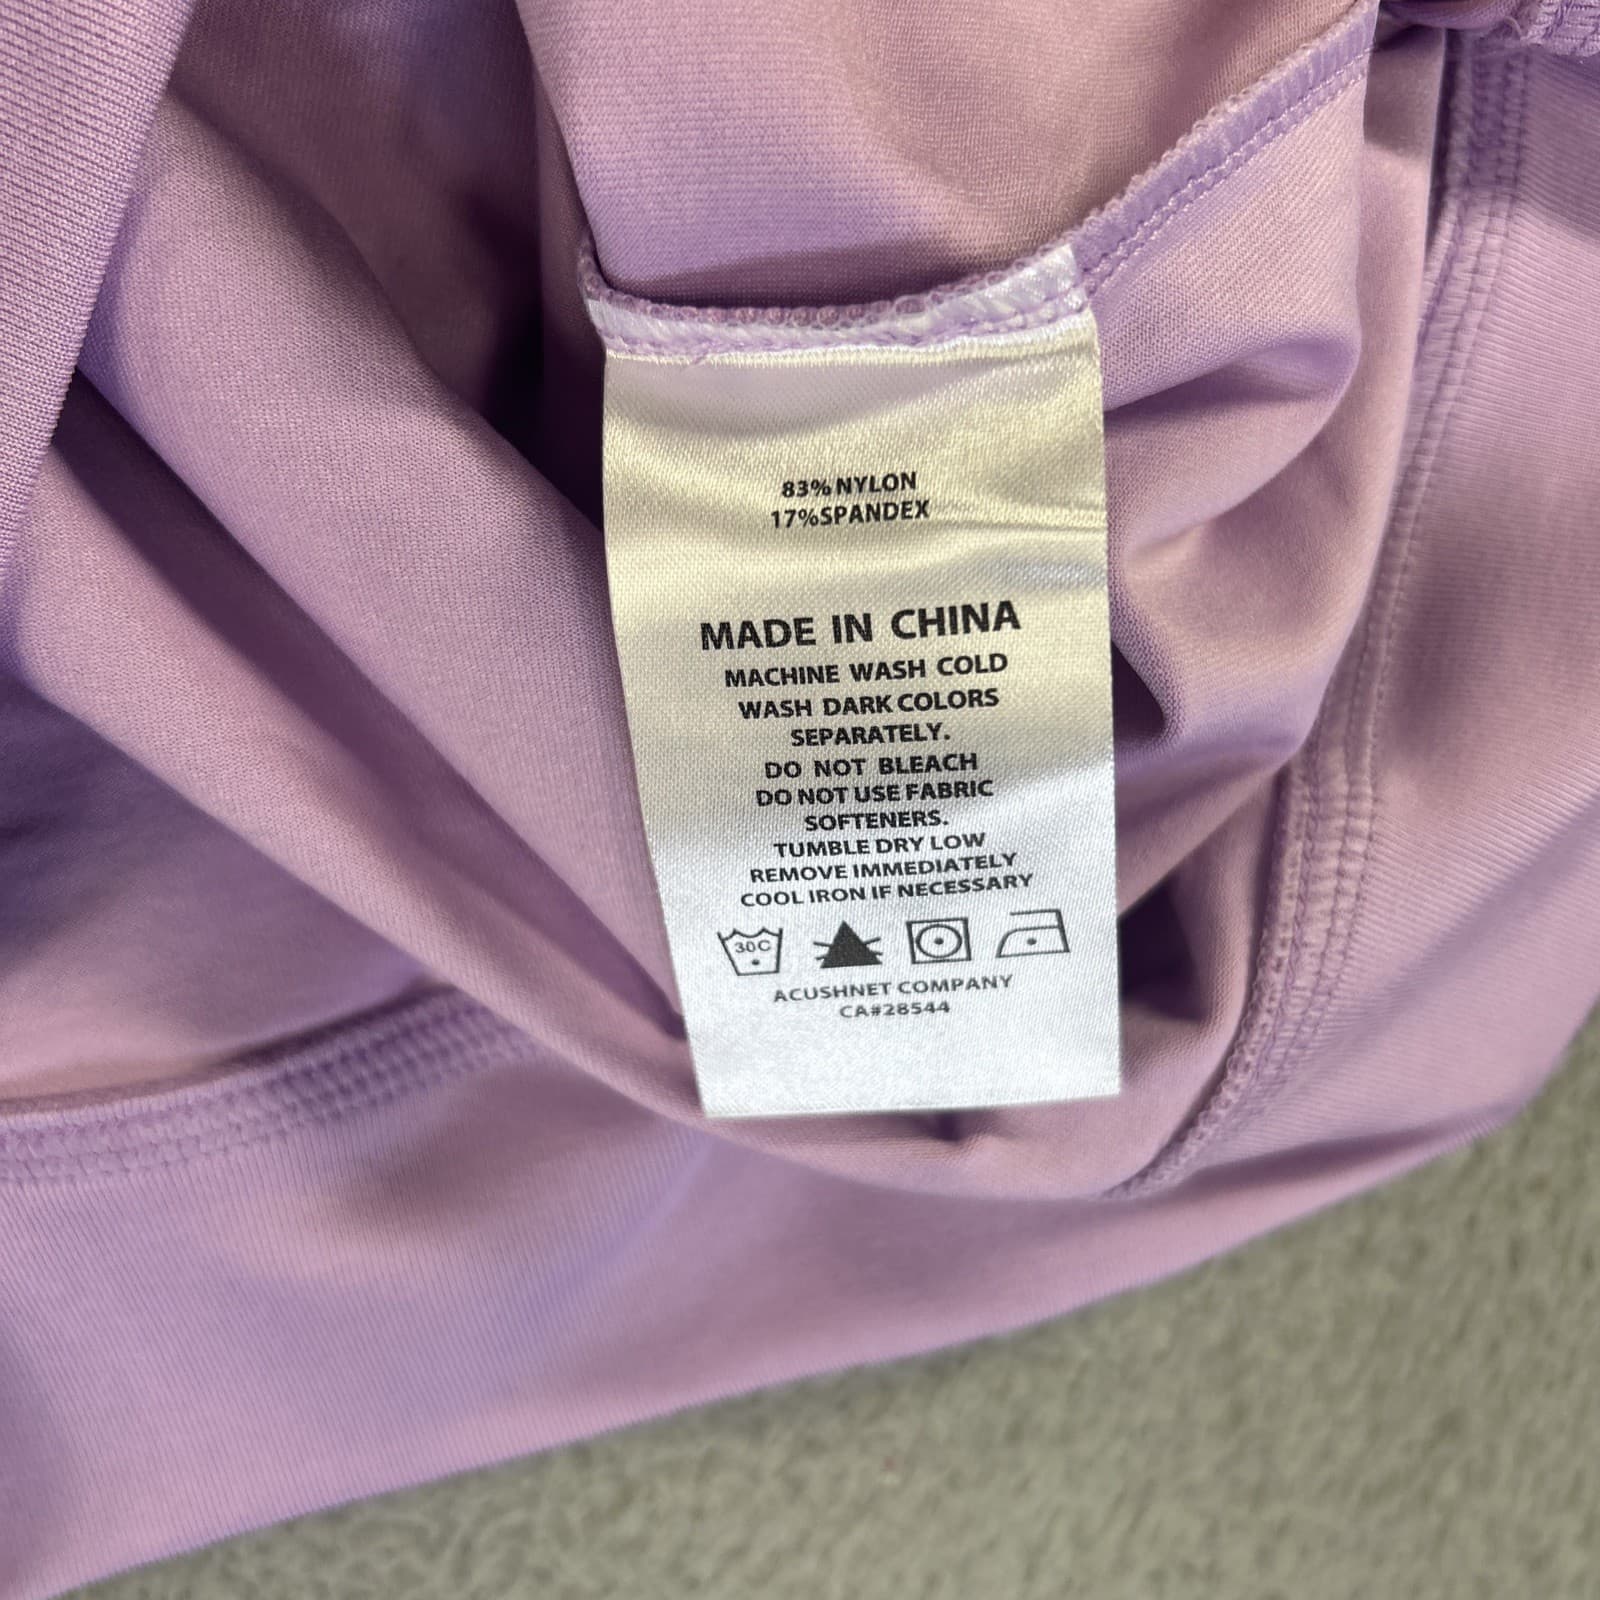 83% NYLON
17%SPANDEX
MADE IN CHINA
MACHINE WASH COLD
WASH DARK COLORS
SEPARATELY.
DO NOT BLEACH
DO NOT USE FABRIC
SOFTENERS.
TUMBLE DRY LOW
REMOVE IMMEDIATELY
COOL IRON IF NECESSARY
30C
ACUSHNET COMPANY
CA#28544